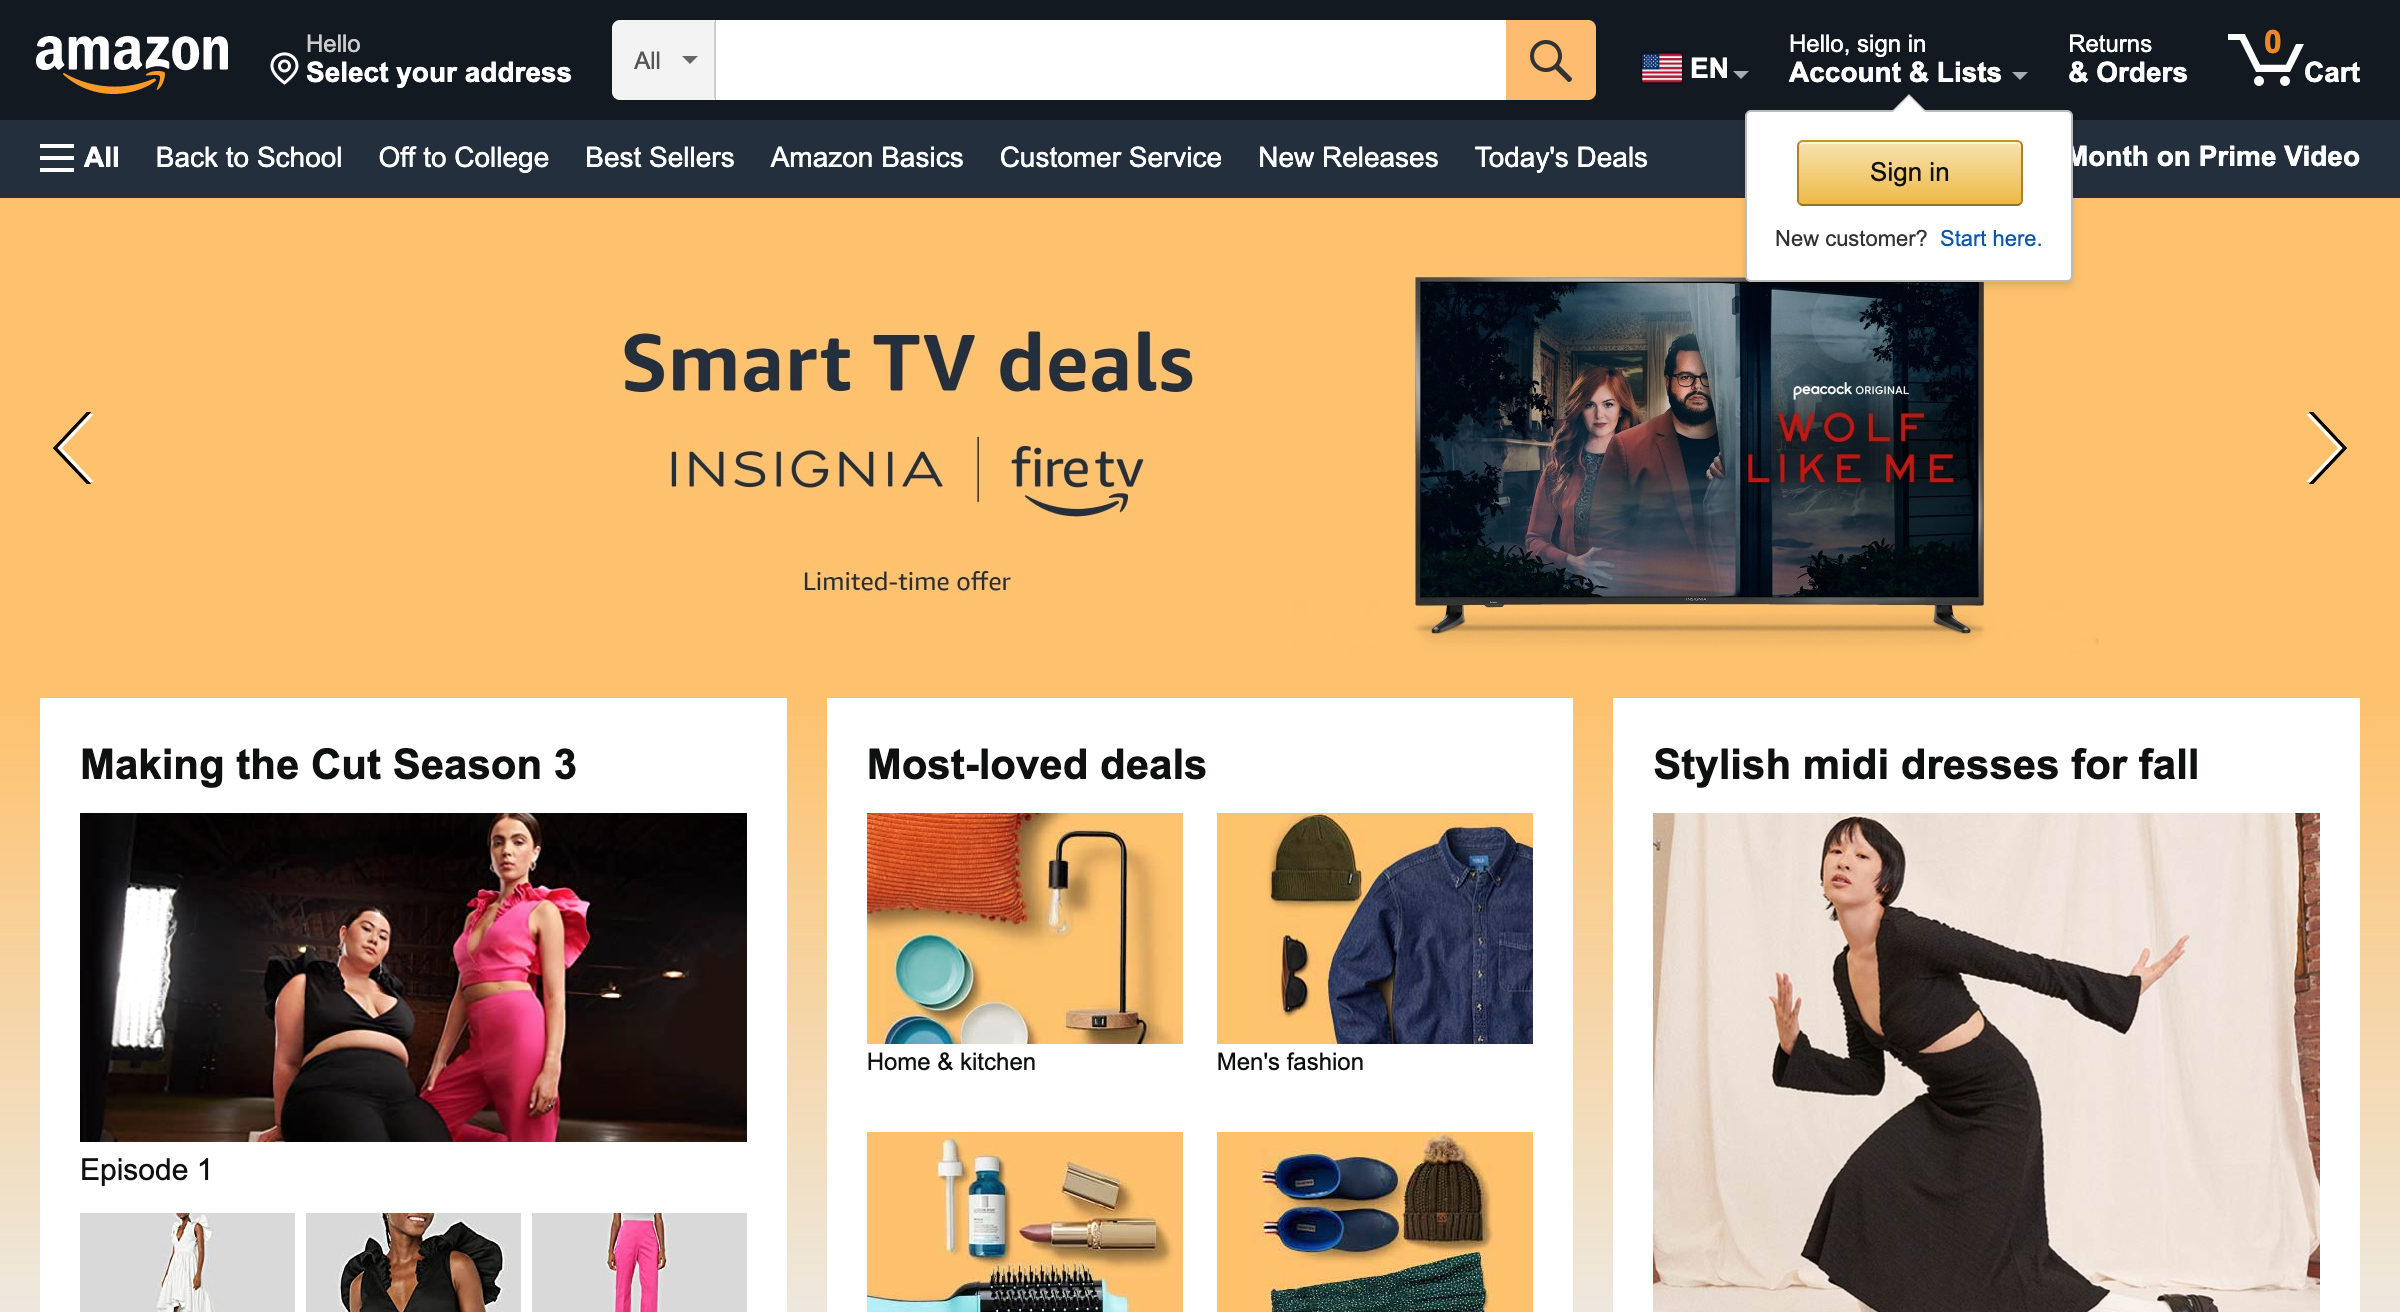 amazon
Hello
Select your address
All
EN
Hello, sign in
Account & Lists
Returns
& Orders
0
Cart
All
Back to School
Off to College
Best Sellers
Amazon Basics
Customer Service
New Releases
Today's Deals
Month on Prime Video
Sign in
New customer? Start here.
Smart TV deals
INSIGNIA | fire tv
Limited-time offer
peacock ORIGINAL
WOLF
LIKE ME
INSIGNIA
Making the Cut Season 3
Most-loved deals
Stylish midi dresses for fall
Home & kitchen
Men's fashion
Episode 1